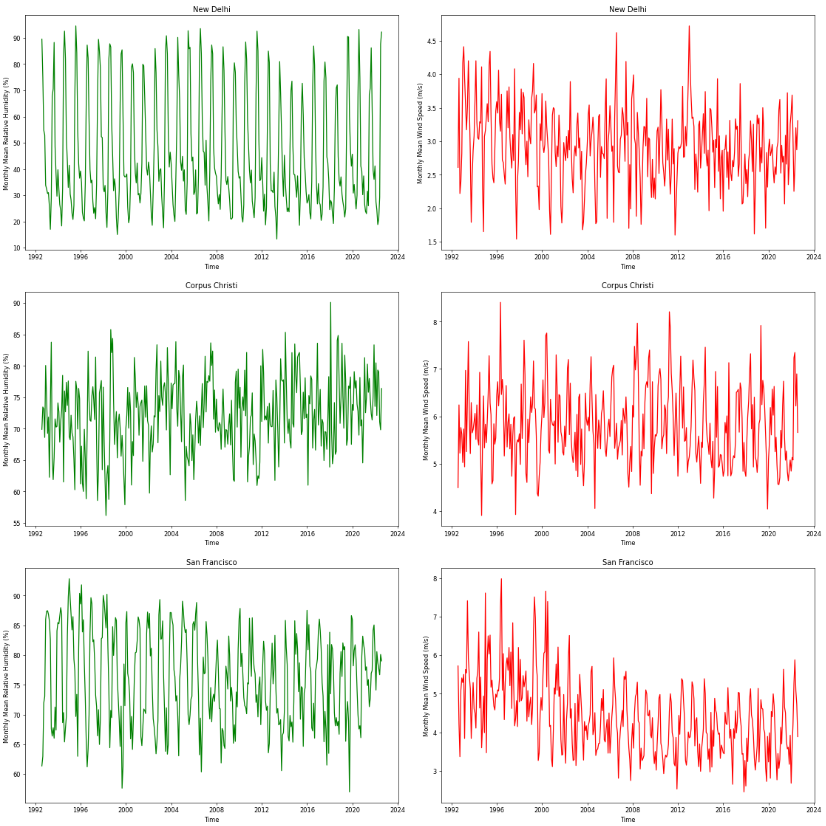 New Delhi
Monthly Mean Relative Humidity (%)
90
80
70
60
50
40
30
20
10
1992 1996 2000 2004 2008 2012 2016 2020 2024
Time
New Delhi
Monthly Mean Wind Speed (m/s)
4.5
4.0
3.5
3.0
2.5
2.0
1.5
1992 1996 2000 2004 2008 2012 2016 2020 2024
Time
Corpus Christi
Monthly Mean Relative Humidity (%)
90
85
80
75
70
65
60
55
1992 1996 2000 2004 2008 2012 2016 2020 2024
Time
Corpus Christi
Monthly Mean Wind Speed (m/s)
8
7
6
5
4
1992 1996 2000 2004 2008 2012 2016 2020 2024
Time
San Francisco
Monthly Mean Relative Humidity (%)
90
85
80
75
70
65
60
1992 1996 2000 2004 2008 2012 2016 2020 2024
Time
San Francisco
Monthly Mean Wind Speed (m/s)
8
7
6
5
4
3
1992 1996 2000 2004 2008 2012 2016 2020 2024
Time